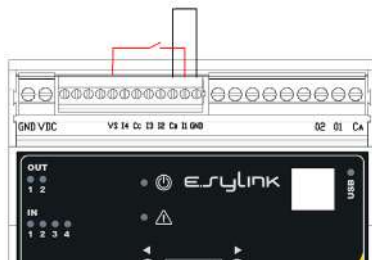 GND VDC VS I4 Cc I3 I2 Ca I1 GND O2 O1 CA
OUT
1 2
e.sylink
USB
IN
1 2 3 4